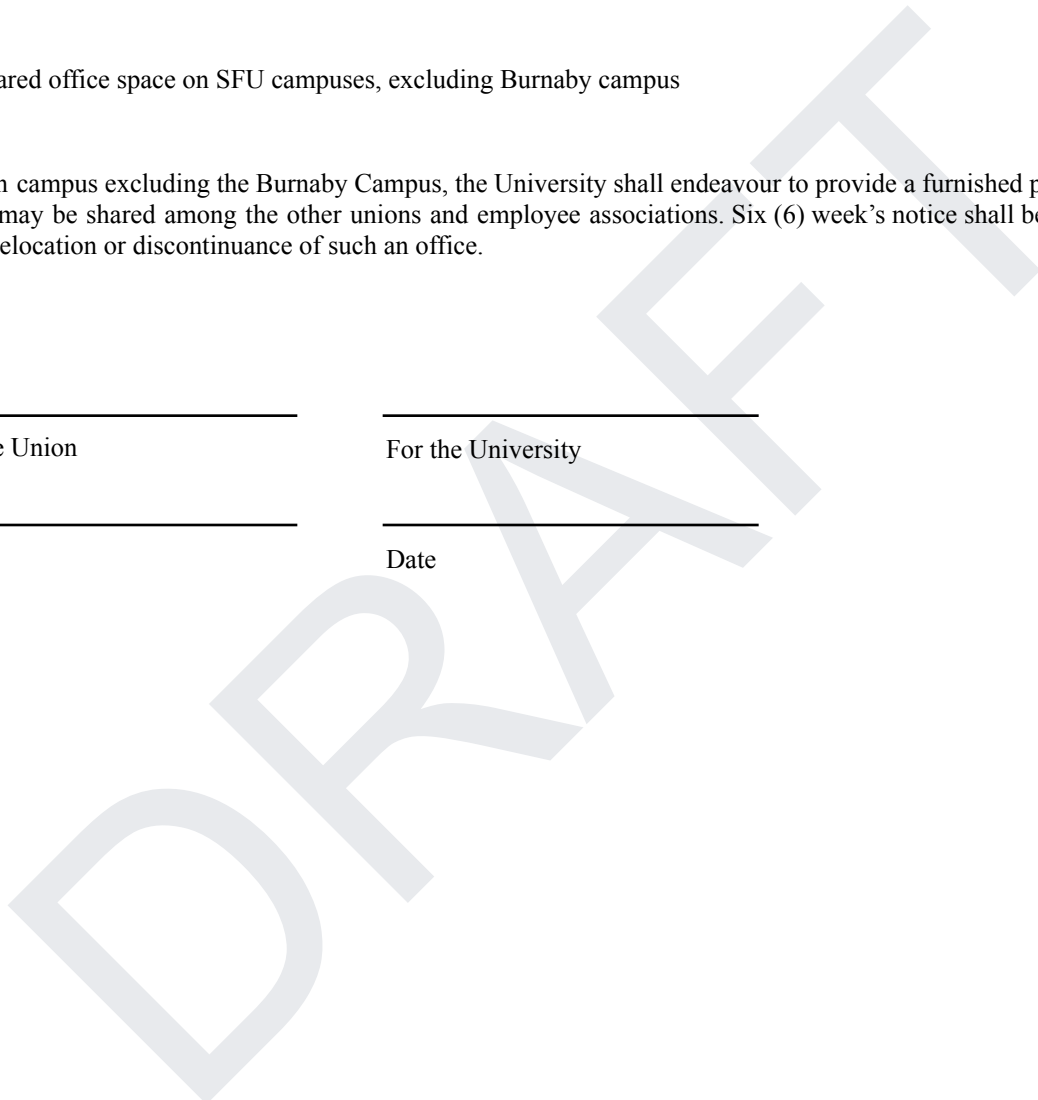 ared office space on SFU campuses, excluding Burnaby campus
n campus excluding the Burnaby Campus, the University shall endeavour to provide a furnished p
may be shared among the other unions and employee associations. Six (6) week’s notice shall be
elocation or discontinuance of such an office.
e Union For the University
Date
DRAFT